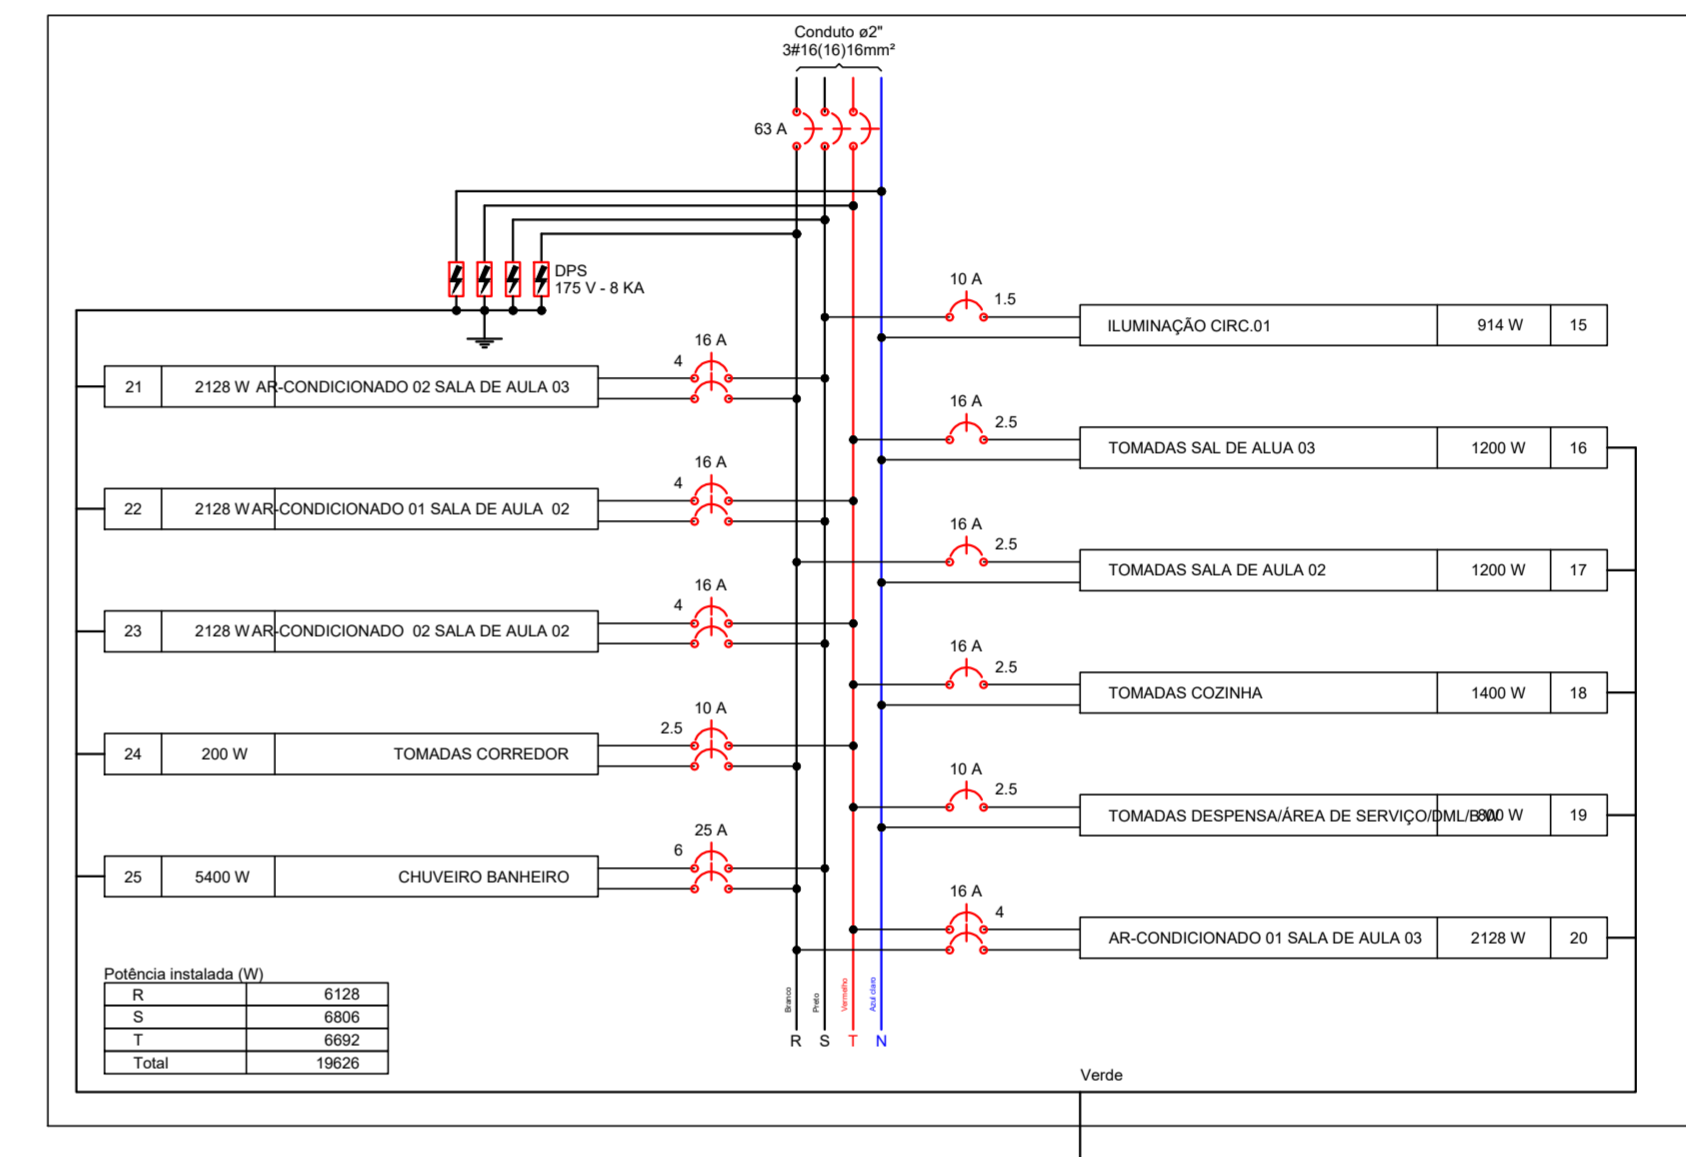 Conduto ø2"
3#16(16)16mm²
63 A
DPS
175 V - 8 KA
10 A
1.5
ILUMINAÇÃO CIRC.01 914 W 15
16 A
4
21 2128 W AR-CONDICIONADO 02 SALA DE AULA 03
16 A
2.5
TOMADAS SAL DE ALUA 03 1200 W 16
16 A
4
22 2128 W AR-CONDICIONADO 01 SALA DE AULA 02
16 A
2.5
TOMADAS SALA DE AULA 02 1200 W 17
16 A
4
23 2128 W AR-CONDICIONADO 02 SALA DE AULA 02
16 A
2.5
TOMADAS COZINHA 1400 W 18
10 A
2.5
24 200 W TOMADAS CORREDOR
10 A
2.5
TOMADAS DESPENSA/ÁREA DE SERVIÇO/DML/B.W 800 W 19
25 A
6
25 5400 W CHUVEIRO BANHEIRO
16 A
4
AR-CONDICIONADO 01 SALA DE AULA 03 2128 W 20
Potência instalada (W)
R 6128
S 6806
T 6692
Total 19626
Branco Preto Vermelho Azul claro
R S T N
Verde